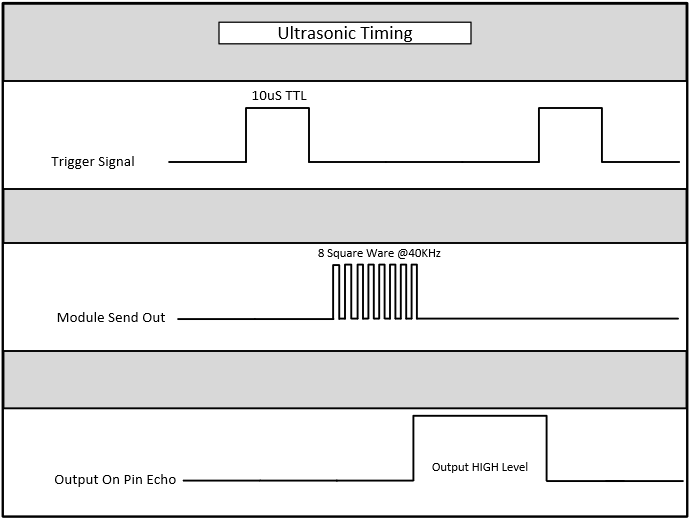 Ultrasonic Timing
10uS TTL
Trigger Signal
8 Square Ware @40KHz
Module Send Out
Output HIGH Level
Output On Pin Echo